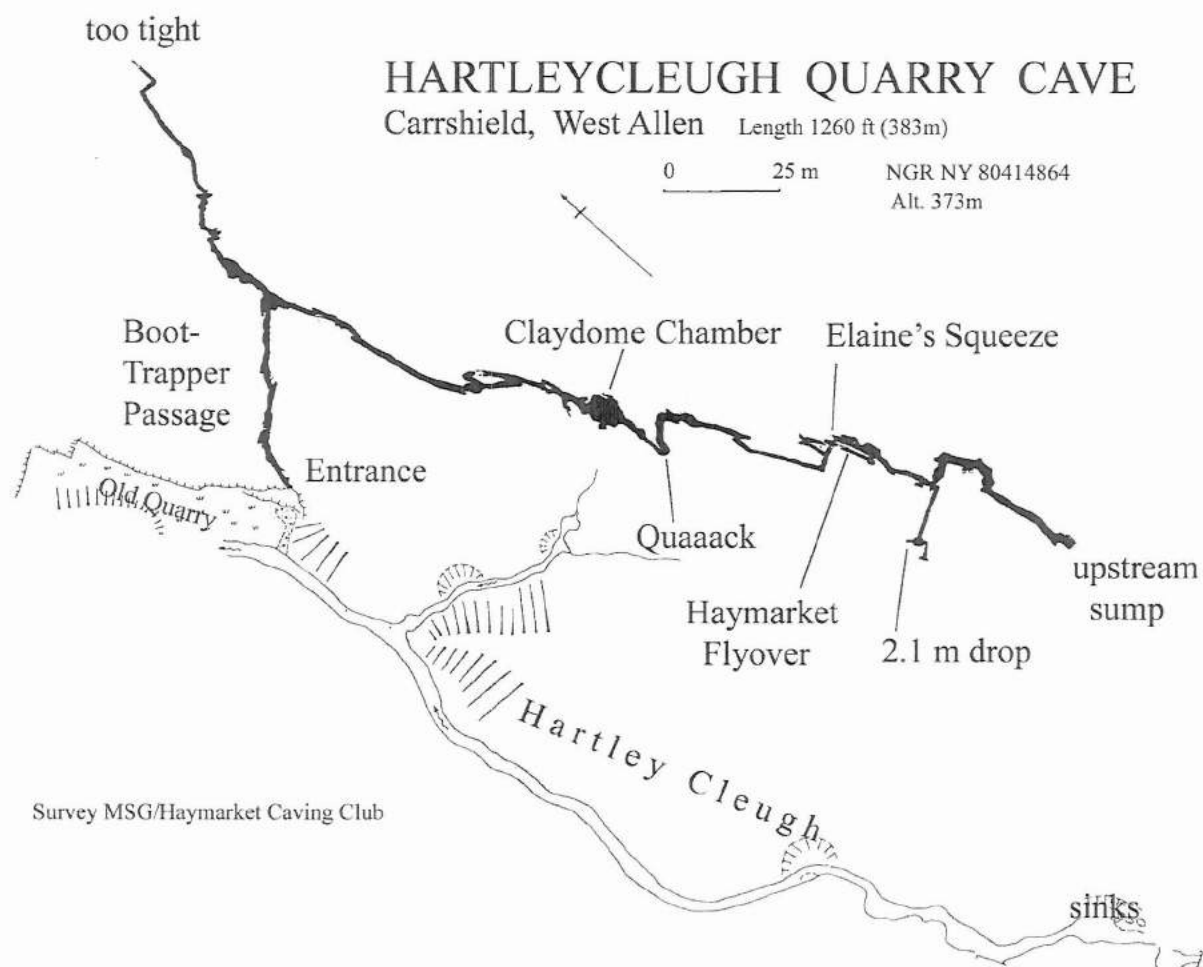 too tight
HARTLEYCLEUGH QUARRY CAVE
Carrshield, West Allen Length 1260 ft (383m)
0 25 m
NGR NY 80414864
Alt. 373m
Boot-
Trapper
Passage
Claydome Chamber
Elaine's Squeeze
Entrance
Old Quarry
Quaaack
Haymarket
Flyover
2.1 m drop
upstream
sump
Hartley Cleugh
Survey MSG/Haymarket Caving Club
sinks